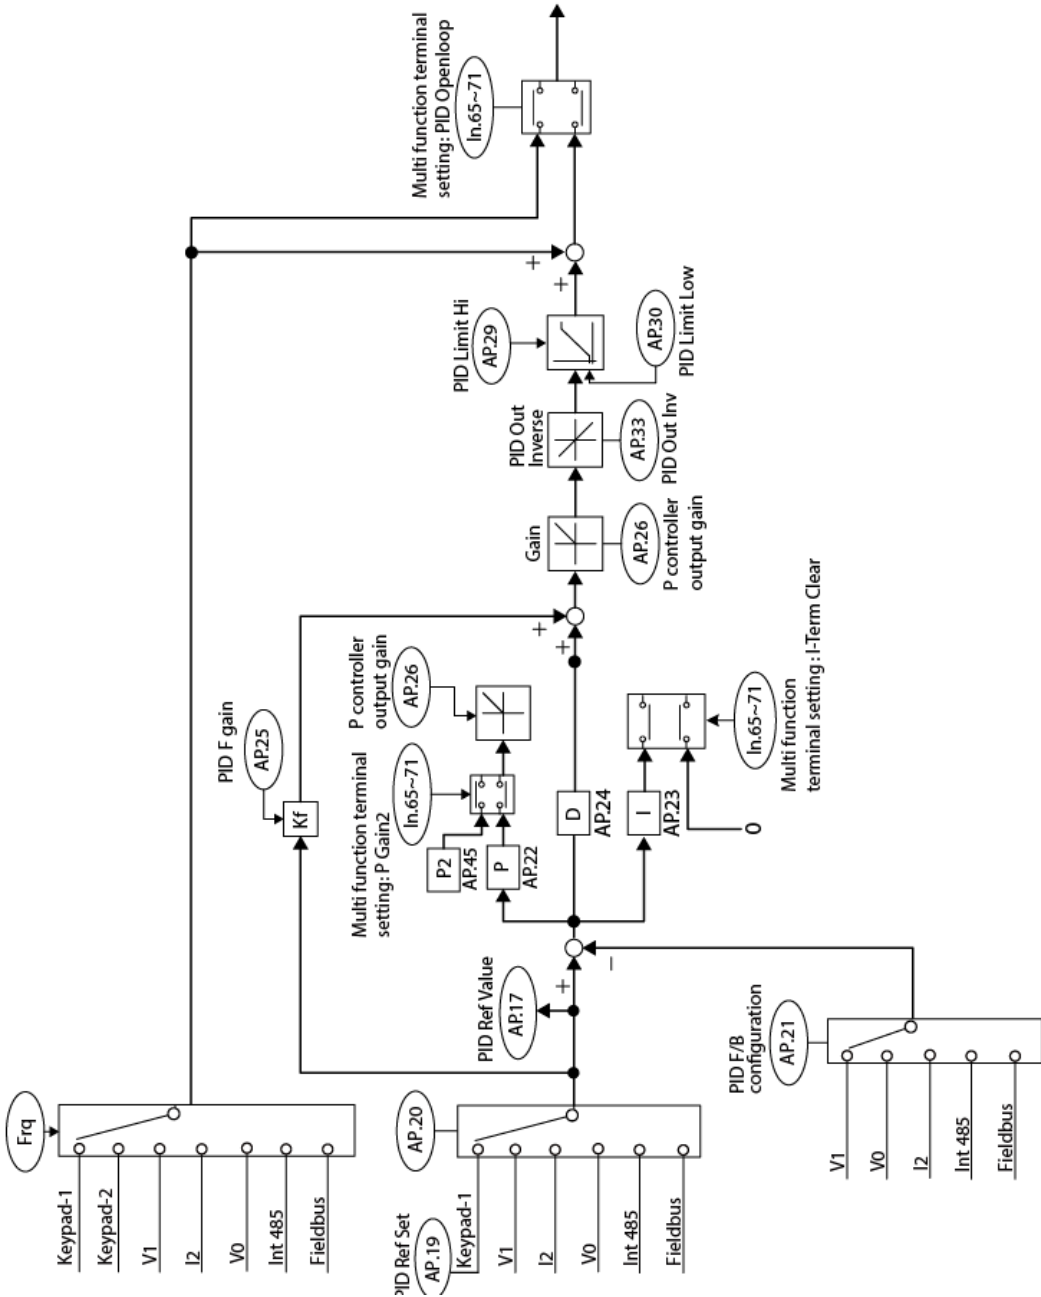 Multi function terminal
setting: PID Openloop
In.65~71
+
+
PID Limit Hi
AP.29
AP.30
PID Limit Low
PID Out
Inverse
AP.33
PID Out Inv
Gain
AP.26
P controller
output gain
+
+
PID F gain
AP.25
Kf
P controller
output gain
AP.26
Multi function terminal
setting: P Gain2
In.65~71
P2
AP.45
P
AP.22
D
AP.24
I
AP.23
0
In.65~71
Multi function
terminal setting : I-Term Clear
PID Ref Value
AP.17
+
−
PID F/B
configuration
AP.21
V1
V0
I2
Int 485
Fieldbus
Frq
Keypad-1
Keypad-2
V1
I2
V0
Int 485
Fieldbus
AP.20
PID Ref Set
AP.19
Keypad-1
V1
I2
V0
Int 485
Fieldbus